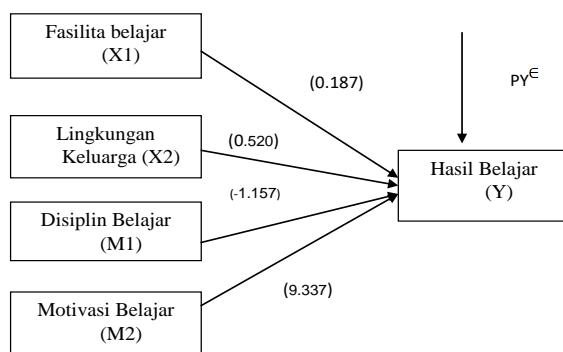 Fasilita belajar
(X1)
(0.187)
PY∈
Lingkungan
Keluarga (X2)
(0.520)
Hasil Belajar
(Y)
(-1.157)
Disiplin Belajar
(M1)
(9.337)
Motivasi Belajar
(M2)